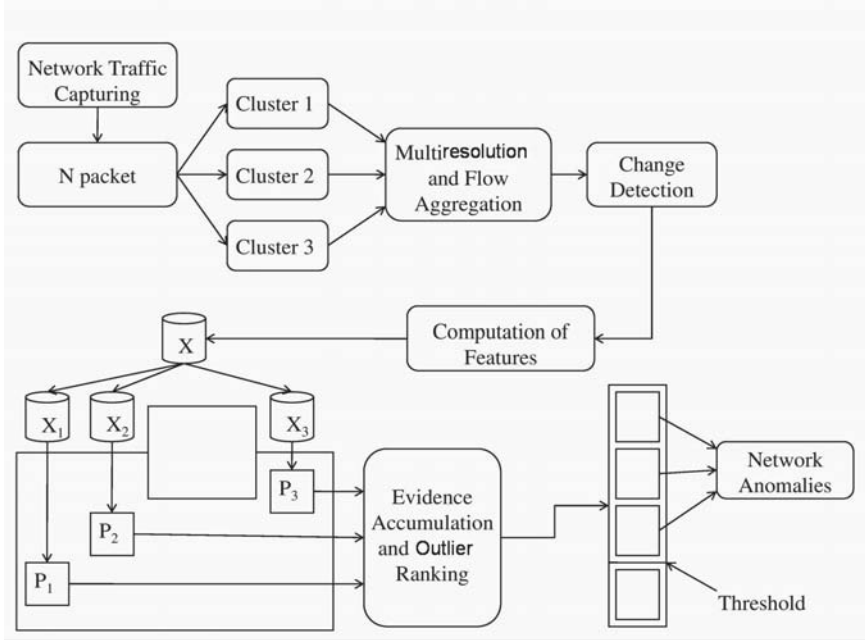 Network Traffic
Capturing
N packet
Cluster 1
Cluster 2
Cluster 3
Multiresolution
and Flow
Aggregation
Change
Detection
Computation of
Features
X
X₁
X₂
X₃
P₃
P₂
P₁
Evidence
Accumulation
and Outlier
Ranking
Network
Anomalies
Threshold